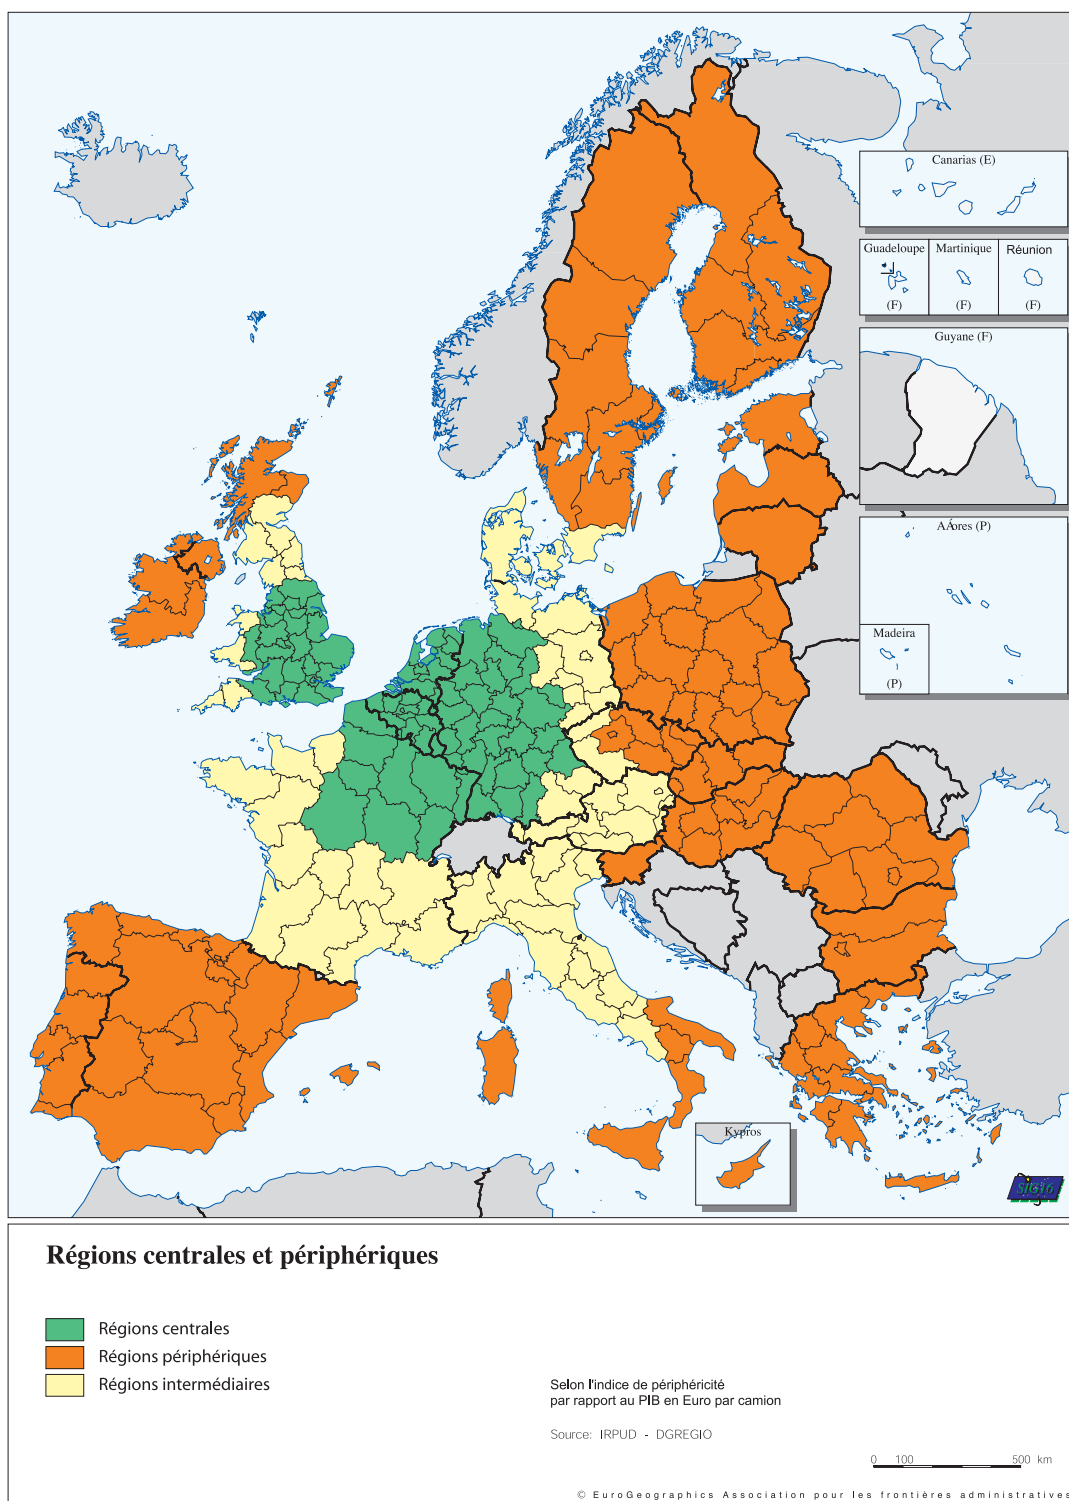 Canarias (E)
Guadeloupe
Martinique
Réunion
(F)
(F)
(F)
Guyane (F)
AÁores (P)
Madeira
(P)
Kypros
SIGIS
Régions centrales et périphériques
Régions centrales
Régions périphériques
Régions intermédiaires
Selon l'indice de périphéricité
par rapport au PIB en Euro par camion
Source: IRPUD - DGREGIO
0 100 500 km
© EuroGeographics Association pour les frontières administratives